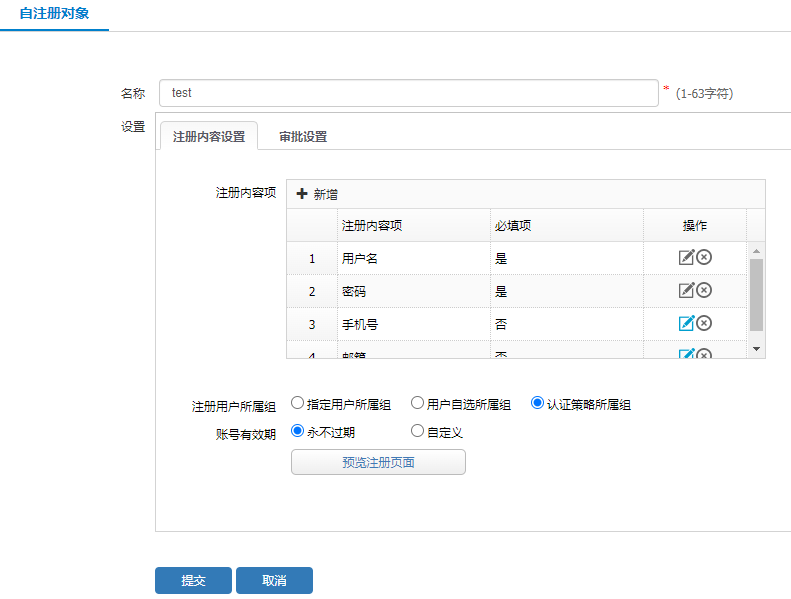 自注册对象
名称 test * (1-63字符)
设置 注册内容设置 审批设置
注册内容项 新增
注册内容项 必填项 操作
1 用户名 是
2 密码 是
3 手机号 否
4 邮箱 否
注册用户所属组 指定用户所属组 用户自选所属组 认证策略所属组
账号有效期 永不过期 自定义
预览注册页面
提交 取消